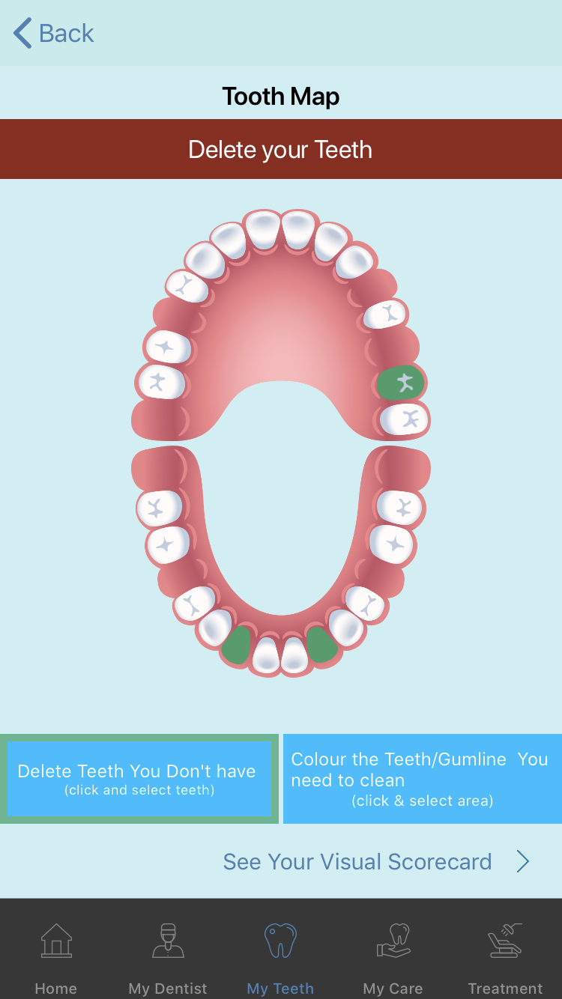 Back
Tooth Map
Delete your Teeth
Delete Teeth You Don't have
(click and select teeth)
Colour the Teeth/Gumline  You
need to clean
(click & select area)
See Your Visual Scorecard
Home
My Dentist
My Teeth
My Care
Treatment